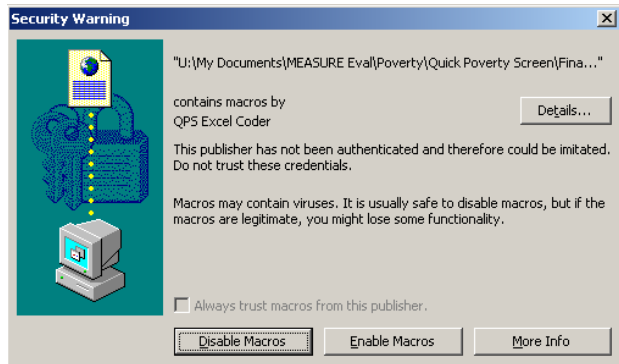 Security Warning
"U:\My Documents\MEASURE Eval\Poverty\Quick Poverty Screen\Fina..."
contains macros by
QPS Excel Coder
Details...
This publisher has not been authenticated and therefore could be imitated.
Do not trust these credentials.
Macros may contain viruses. It is usually safe to disable macros, but if the
macros are legitimate, you might lose some functionality.
Always trust macros from this publisher.
Disable Macros
Enable Macros
More Info